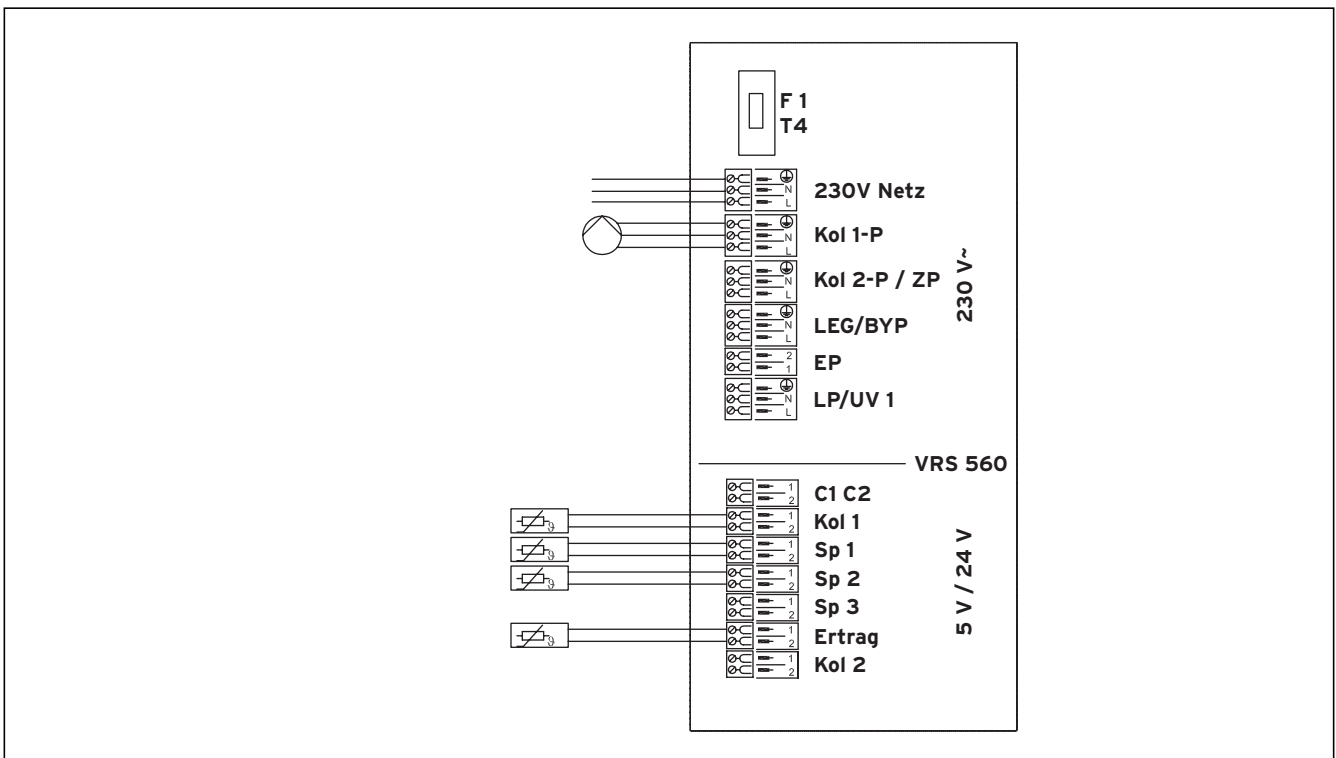 F 1
T4
N
L
230V Netz
N
L
Kol 1-P
N
L
Kol 2-P / ZP
N
L
LEG/BYP
2
1
EP
N
L
LP/UV 1
230 V~
VRS 560
1
2
C1 C2
ϑ
1
2
Kol 1
ϑ
1
2
Sp 1
ϑ
1
2
Sp 2
1
2
Sp 3
ϑ
1
2
Ertrag
1
2
Kol 2
5 V / 24 V